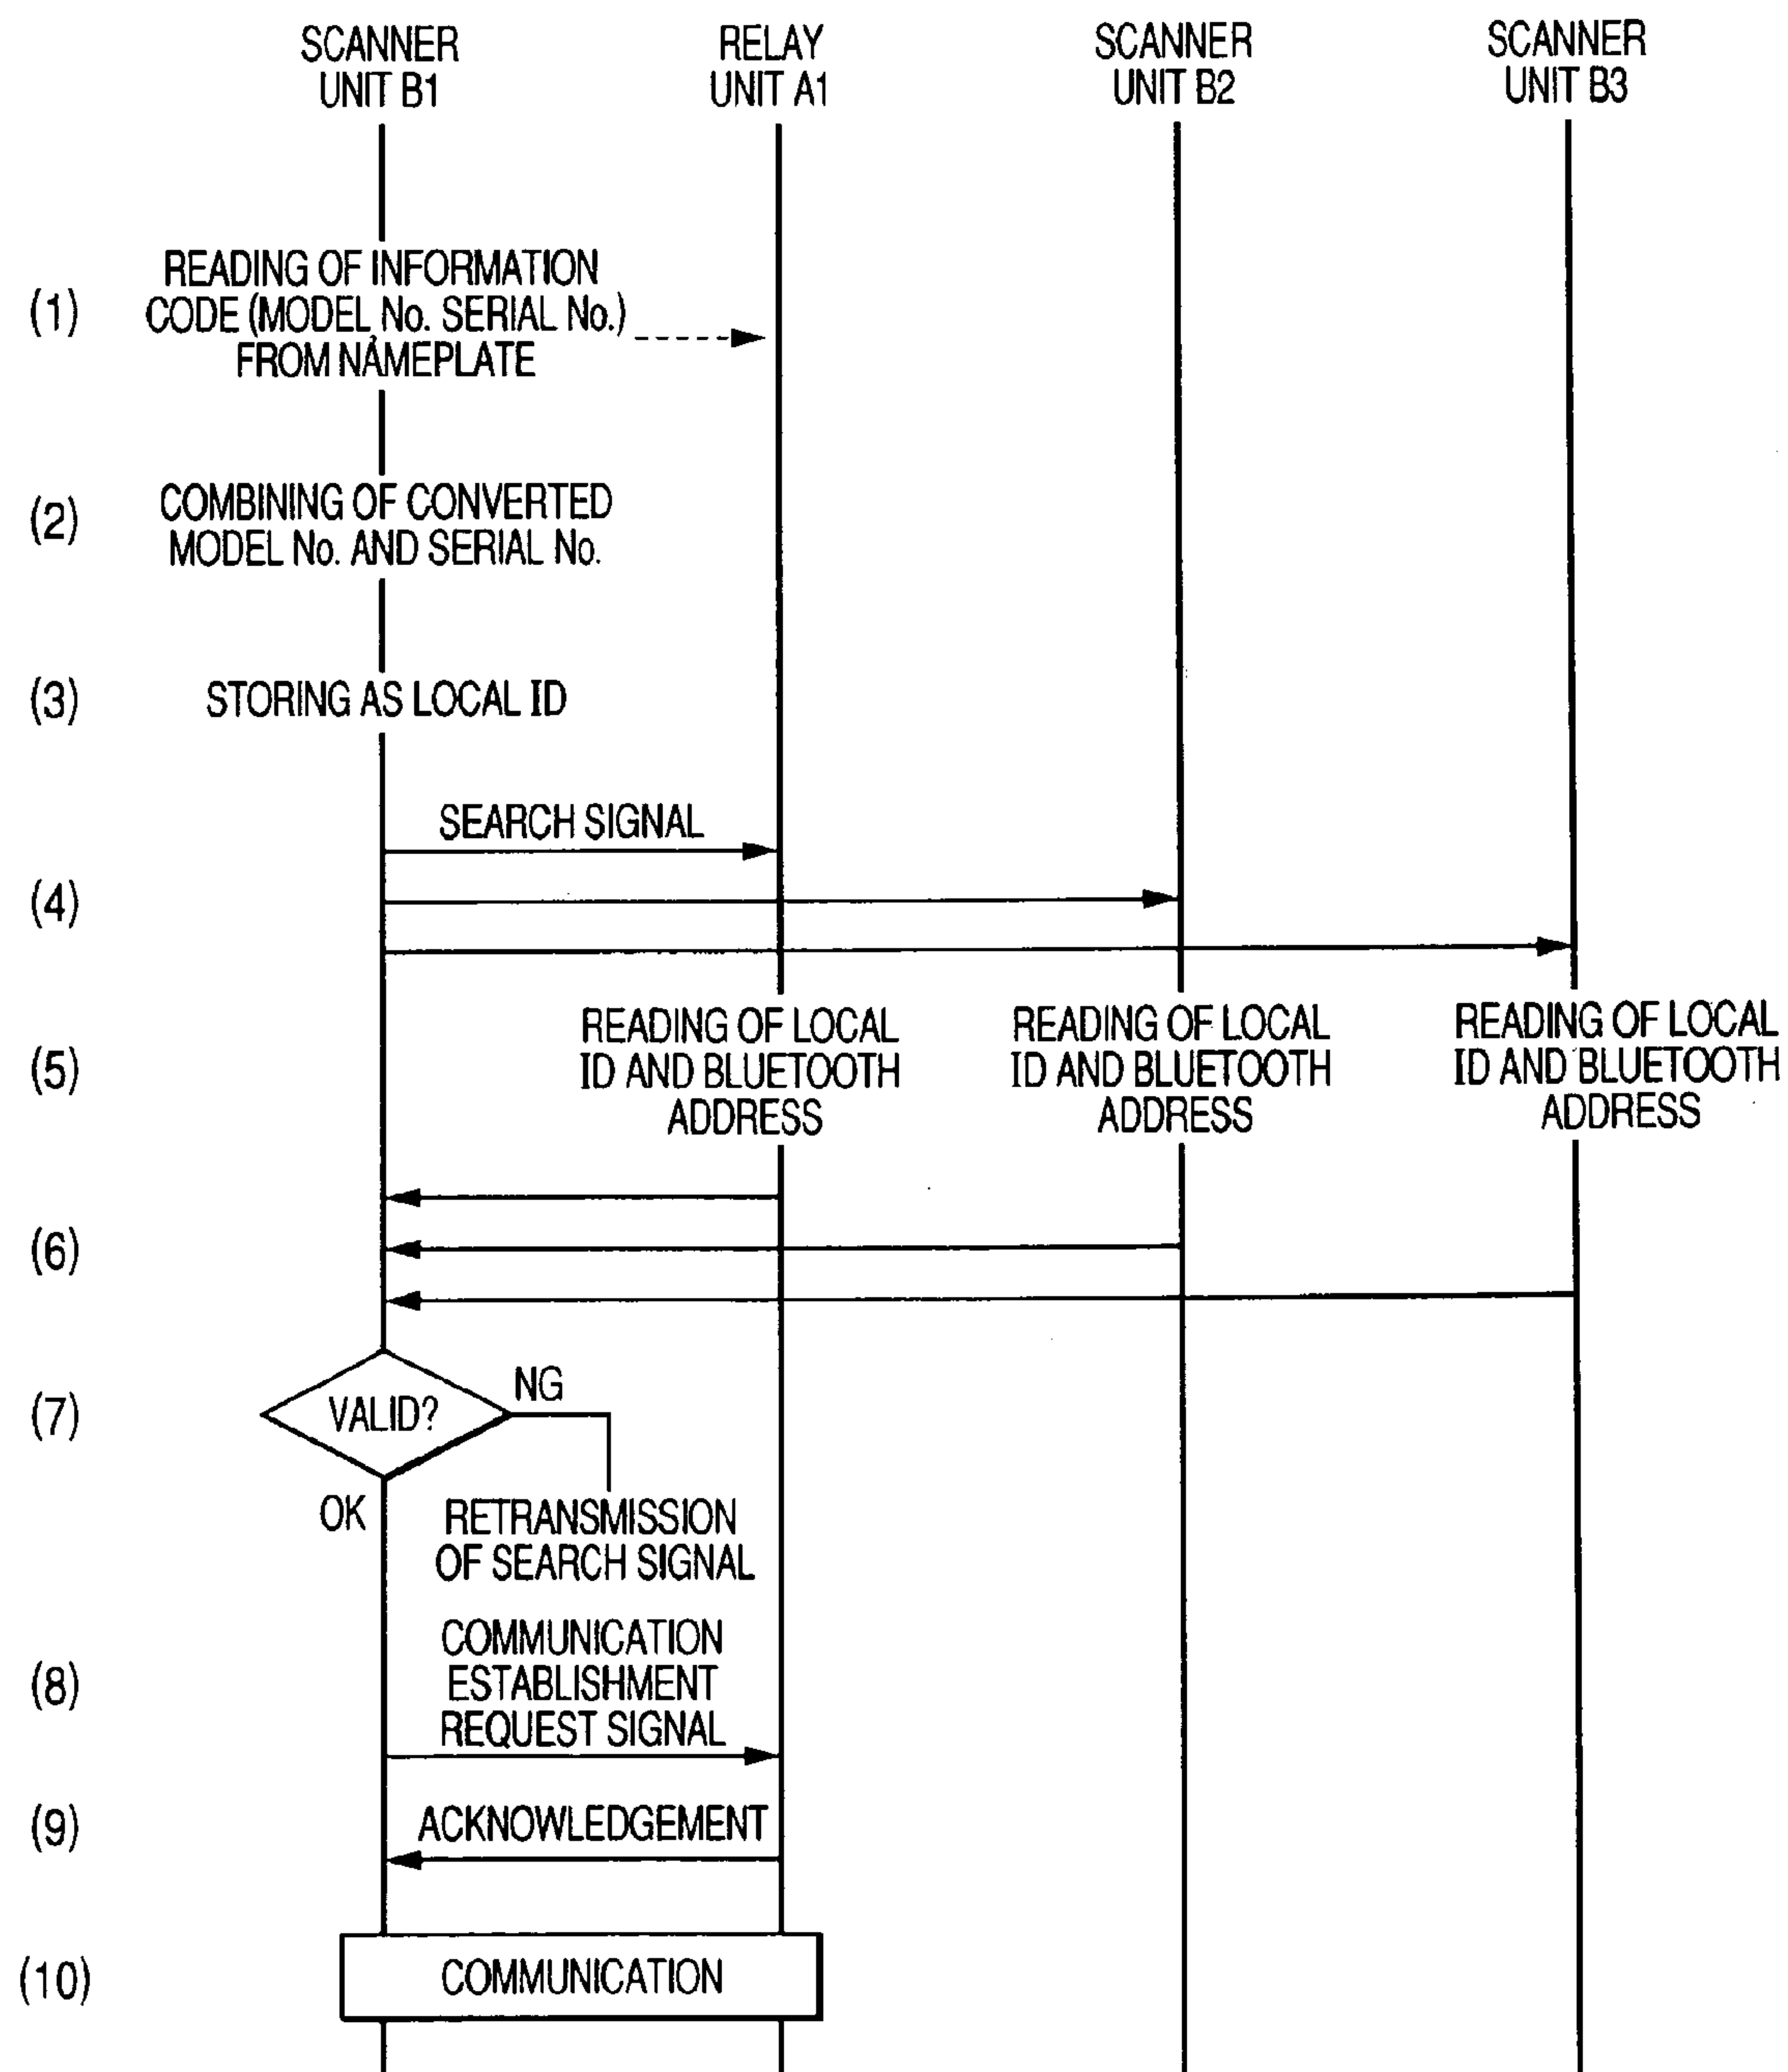 SCANNER
UNIT B1
RELAY
UNIT A1
SCANNER
UNIT B2
SCANNER
UNIT B3
(1)
READING OF INFORMATION
CODE (MODEL No. SERIAL No.)
FROM NAMEPLATE
(2)
COMBINING OF CONVERTED
MODEL No. AND SERIAL No.
(3)
STORING AS LOCAL ID
SEARCH SIGNAL
(4)
(5)
READING OF LOCAL
ID AND BLUETOOTH
ADDRESS
READING OF LOCAL
ID AND BLUETOOTH
ADDRESS
READING OF LOCAL
ID AND BLUETOOTH
ADDRESS
(6)
(7)
VALID?
NG
OK
RETRANSMISSION
OF SEARCH SIGNAL
(8)
COMMUNICATION
ESTABLISHMENT
REQUEST SIGNAL
(9)
ACKNOWLEDGEMENT
(10)
COMMUNICATION